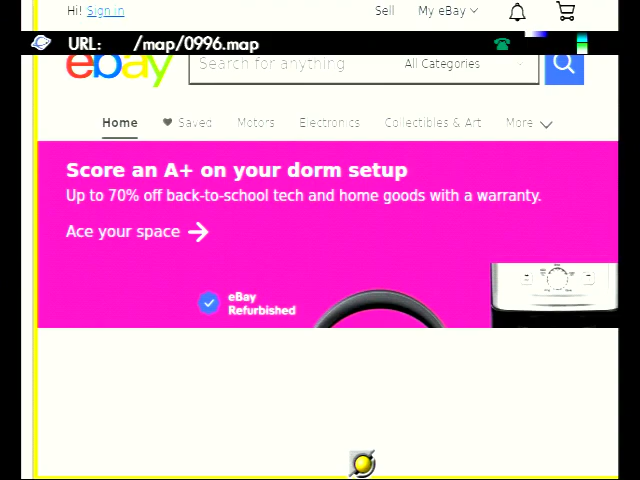 Hi! Sign in
Sell
My eBay
URL: /map/0996.map
ebay
Search for anything
All Categories
Home
Saved
Motors
Electronics
Collectibles & Art
More
Score an A+ on your dorm setup
Up to 70% off back-to-school tech and home goods with a warranty.
Ace your space
eBay
Refurbished